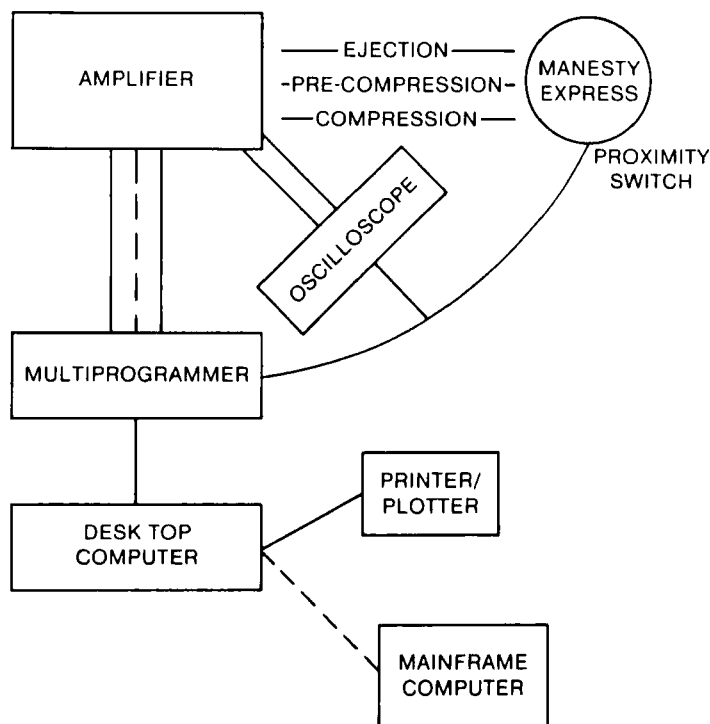 AMPLIFIER
EJECTION
PRE-COMPRESSION
COMPRESSION
MANESTY
EXPRESS
PROXIMITY
SWITCH
OSCILLOSCOPE
MULTIPROGRAMMER
DESK TOP
COMPUTER
PRINTER/
PLOTTER
MAINFRAME
COMPUTER